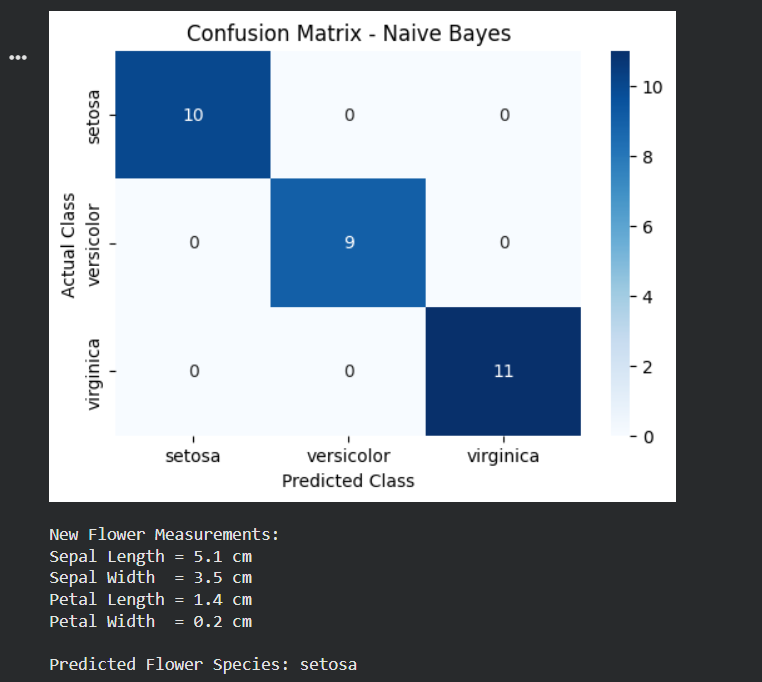 Confusion Matrix - Naive Bayes
Actual Class
setosa
versicolor
virginica
10 0 0
0 9 0
0 0 11
setosa versicolor virginica
Predicted Class
10
8
6
4
2
0
New Flower Measurements:
Sepal Length = 5.1 cm
Sepal Width  = 3.5 cm
Petal Length = 1.4 cm
Petal Width  = 0.2 cm
Predicted Flower Species: setosa